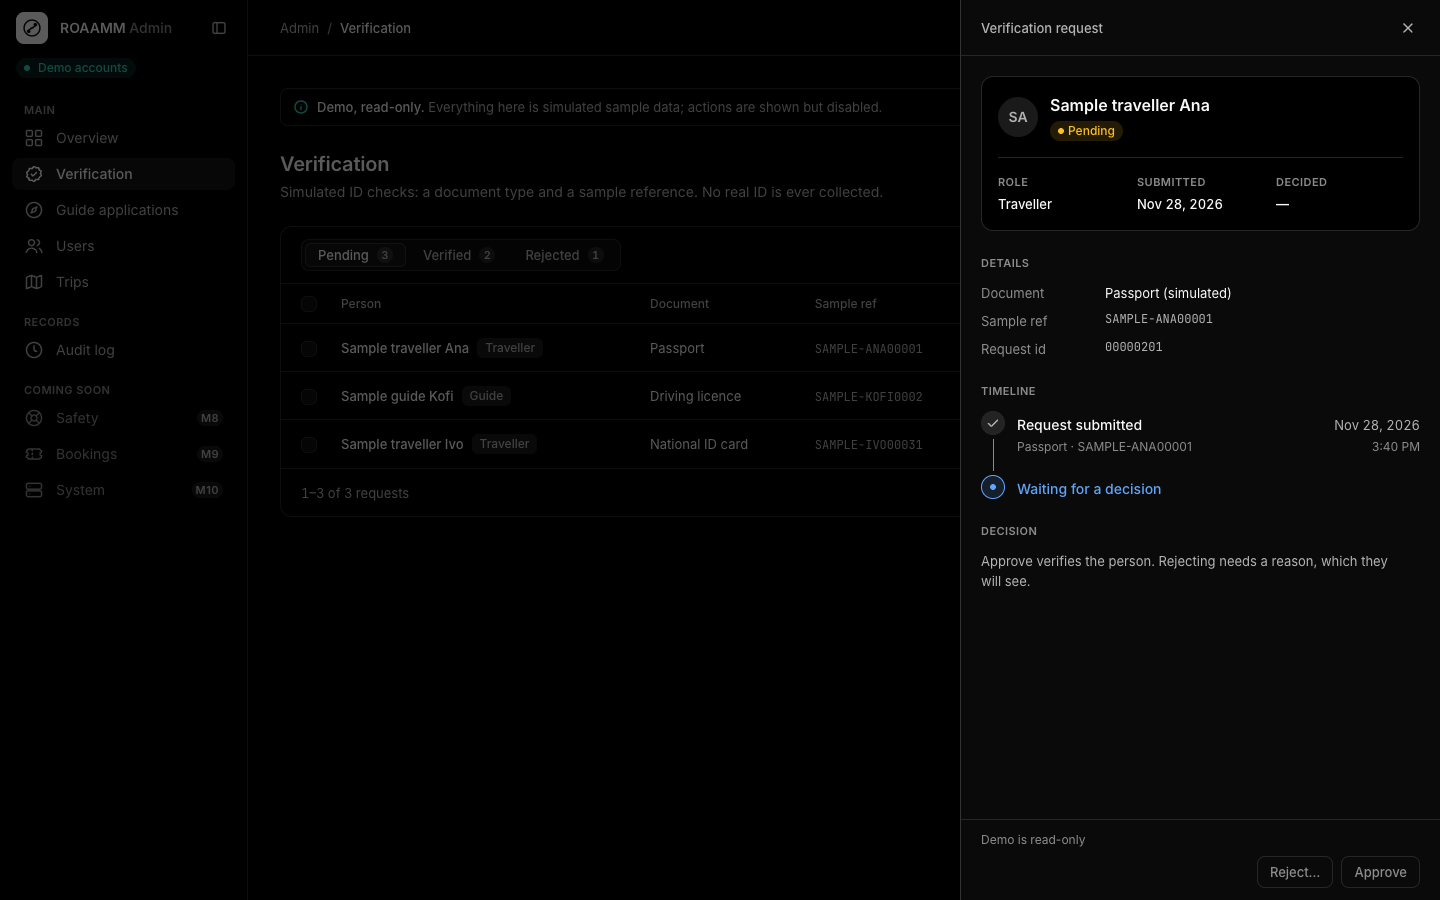 ROAAMM Admin
Demo accounts
MAIN
Overview
Verification
Guide applications
Users
Trips
RECORDS
Audit log
COMING SOON
Safety M8
Bookings M9
System M10
Admin / Verification
Demo, read-only. Everything here is simulated sample data; actions are shown but disabled.
Verification
Simulated ID checks: a document type and a sample reference. No real ID is ever collected.
Pending 3 Verified 2 Rejected 1
Person Document Sample ref
Sample traveller Ana Traveller Passport SAMPLE-ANA00001
Sample guide Kofi Guide Driving licence SAMPLE-KOFI0002
Sample traveller Ivo Traveller National ID card SAMPLE-IVO00031
1–3 of 3 requests
Verification request
SA
Sample traveller Ana
Pending
ROLE SUBMITTED DECIDED
Traveller Nov 28, 2026 —
DETAILS
Document Passport (simulated)
Sample ref SAMPLE-ANA00001
Request id 00000201
TIMELINE
Request submitted Nov 28, 2026
Passport · SAMPLE-ANA00001 3:40 PM
Waiting for a decision
DECISION
Approve verifies the person. Rejecting needs a reason, which they
will see.
Demo is read-only
Reject... Approve